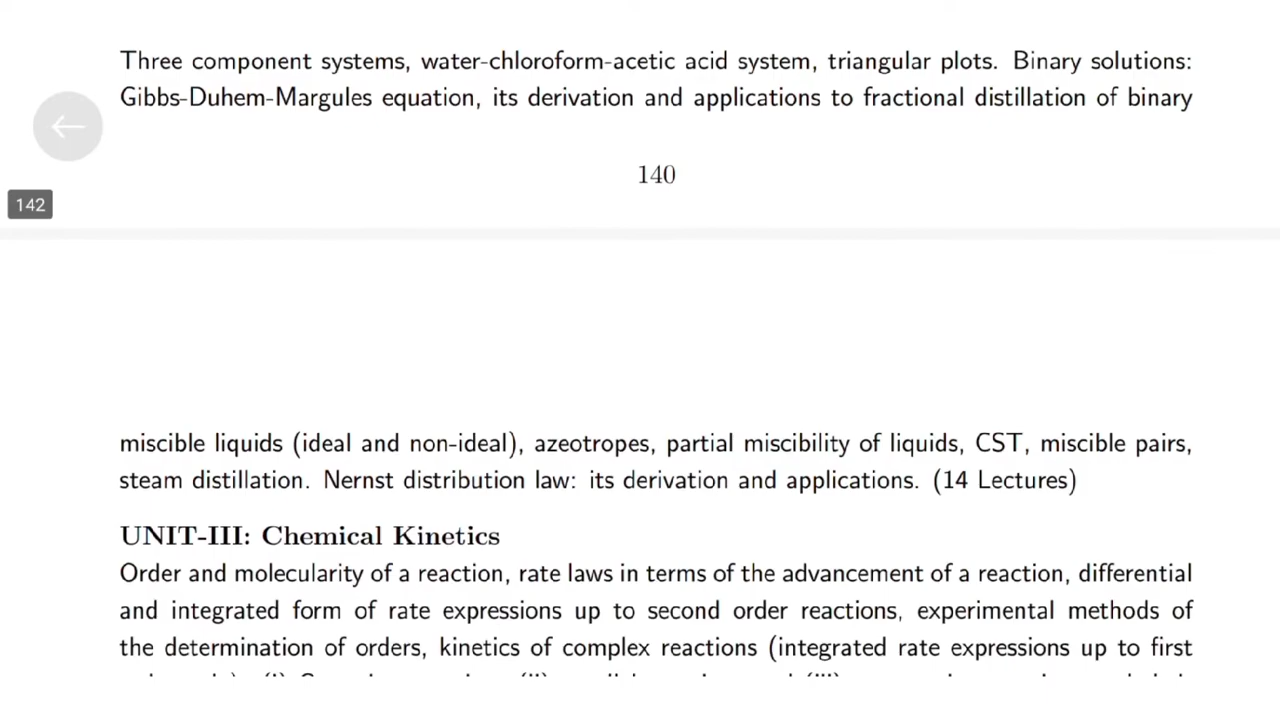 Three component systems, water-chloroform-acetic acid system, triangular plots. Binary solutions:
Gibbs-Duhem-Margules equation, its derivation and applications to fractional distillation of binary
140
142
miscible liquids (ideal and non-ideal), azeotropes, partial miscibility of liquids, CST, miscible pairs,
steam distillation. Nernst distribution law: its derivation and applications. (14 Lectures)
UNIT-III: Chemical Kinetics
Order and molecularity of a reaction, rate laws in terms of the advancement of a reaction, differential
and integrated form of rate expressions up to second order reactions, experimental methods of
the determination of orders, kinetics of complex reactions (integrated rate expressions up to first